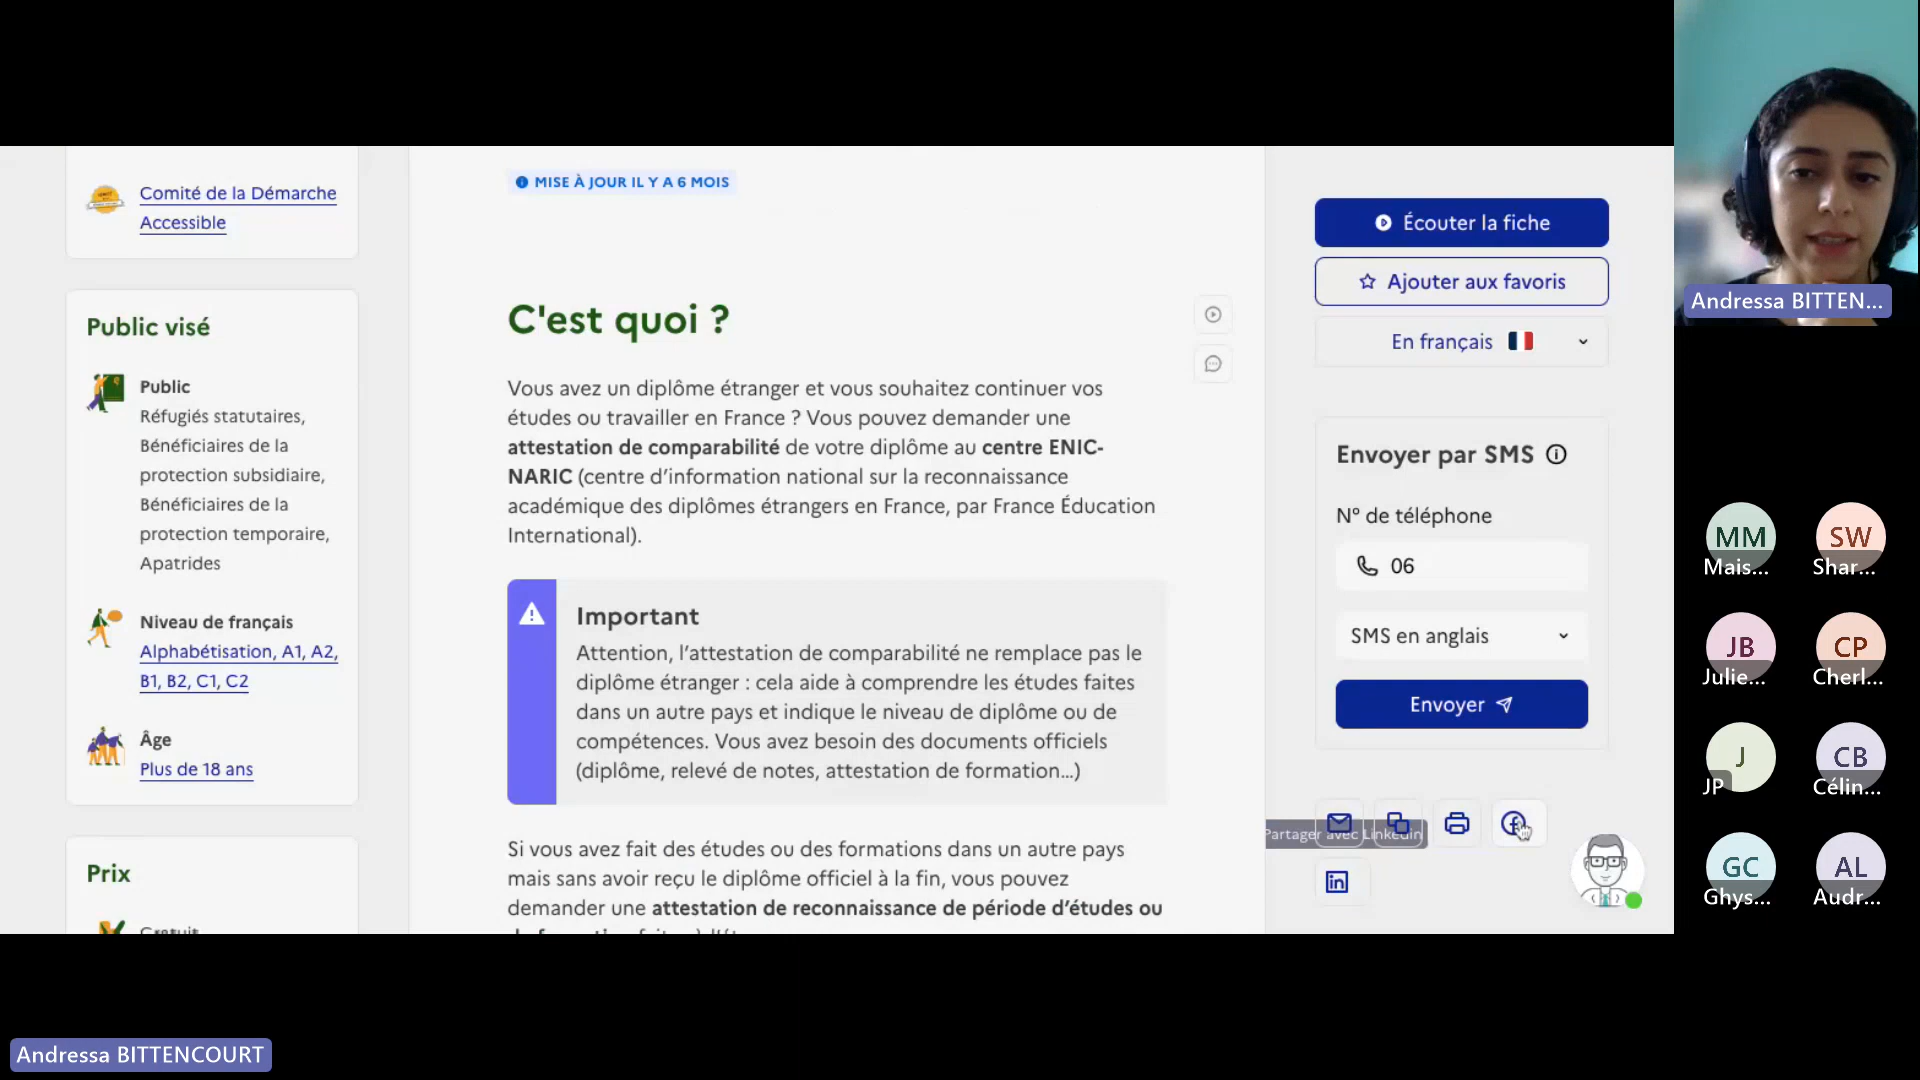 Comité de la Démarche
Accessible
Public visé
Public
Réfugiés statutaires,
Bénéficiaires de la
protection subsidiaire,
Bénéficiaires de la
protection temporaire,
Apatrides
Niveau de français
Alphabétisation, A1, A2,
B1, B2, C1, C2
Âge
Plus de 18 ans
Prix
Gratuit
MISE À JOUR IL Y A 6 MOIS
C'est quoi ?
Vous avez un diplôme étranger et vous souhaitez continuer vos
études ou travailler en France ? Vous pouvez demander une
attestation de comparabilité de votre diplôme au centre ENIC-
NARIC (centre d’information national sur la reconnaissance
académique des diplômes étrangers en France, par France Éducation
International).
Important
Attention, l’attestation de comparabilité ne remplace pas le
diplôme étranger : cela aide à comprendre les études faites
dans un autre pays et indique le niveau de diplôme ou de
compétences. Vous avez besoin des documents officiels
(diplôme, relevé de notes, attestation de formation…)
Si vous avez fait des études ou des formations dans un autre pays
mais sans avoir reçu le diplôme officiel à la fin, vous pouvez
demander une attestation de reconnaissance de période d’études ou
Écouter la fiche
Ajouter aux favoris
En français
Envoyer par SMS
N° de téléphone
06
SMS en anglais
Envoyer
Partager avec LinkedIn
in
Andressa BITTEN...
MM
Mais...
SW
Shar...
JB
Julie...
CP
Cherl...
J
JP
CB
Célin...
GC
Ghys...
AL
Audr...
Andressa BITTENCOURT